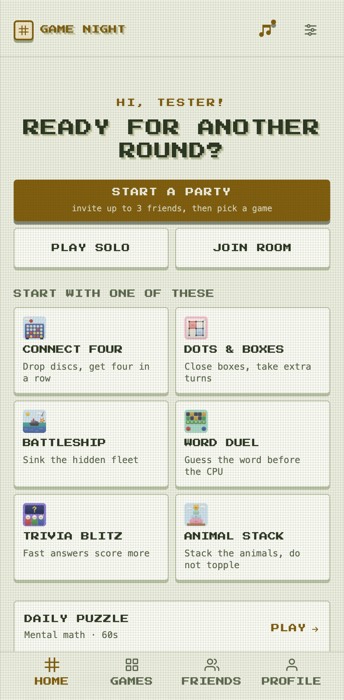 GAME NIGHT
HI, TESTER!
READY FOR ANOTHER
ROUND?
START A PARTY
invite up to 3 friends, then pick a game
PLAY SOLO
JOIN ROOM
START WITH ONE OF THESE
CONNECT FOUR
Drop discs, get four in
a row
DOTS & BOXES
Close boxes, take extra
turns
BATTLESHIP
Sink the hidden fleet
WORD DUEL
Guess the word before
the CPU
TRIVIA BLITZ
Fast answers score more
ANIMAL STACK
Stack the animals, do
not topple
DAILY PUZZLE
Mental math · 60s
PLAY →
HOME
GAMES
FRIENDS
PROFILE